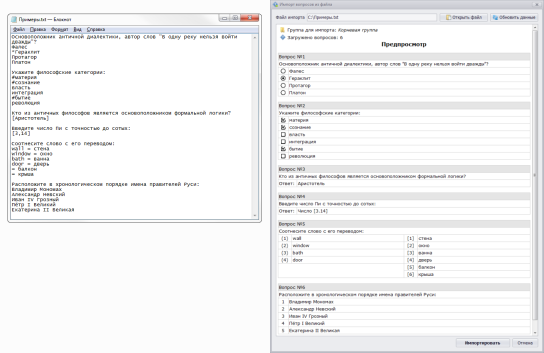 Примеры.txt — Блокнот
Файл Правка Формат Вид Справка
Основоположник античной диалектики, автор слов "В одну реку нельзя войти
дважды"?
Фалес
*Гераклит
Протагор
Платон
Укажите философские категории:
#материя
#сознание
власть
интеграция
#бытие
революция
Кто из античных философов является основоположником формальной логики?
[Аристотель]
Введите число Пи с точностью до сотых:
[3,14]
Соотнесите слово с его переводом:
wall = стена
window = окно
bath = ванна
door = дверь
= балкон
= крыша
Расположите в хронологическом порядке имена правителей Руси:
Владимир Мономах
Александр Невский
Иван IV Грозный
Петр I Великий
Екатерина II Великая
Импорт вопросов из файла
Файл импорта C:\Примеры.txt
Открыть файл
Обновить данные
Группа для импорта: Корневая группа
Загружено вопросов: 6
Предпросмотр
Вопрос №1
Основоположник античной диалектики, автор слов "В одну реку нельзя войти дважды"?
Фалес
Гераклит
Протагор
Платон
Вопрос №2
Укажите философские категории:
материя
сознание
власть
интеграция
бытие
революция
Вопрос №3
Кто из античных философов является основоположником формальной логики?
Ответ: Аристотель
Вопрос №4
Введите число Пи с точностью до сотых:
Ответ: Число [3,14]
Вопрос №5
Соотнесите слово с его переводом:
(1) wall [1] стена
(2) window [2] окно
(3) bath [3] ванна
(4) door [4] дверь
[5] балкон
[6] крыша
Вопрос №6
Расположите в хронологическом порядке имена правителей Руси:
1 Владимир Мономах
2 Александр Невский
3 Иван IV Грозный
4 Петр I Великий
5 Екатерина II Великая
Импортировать Отмена